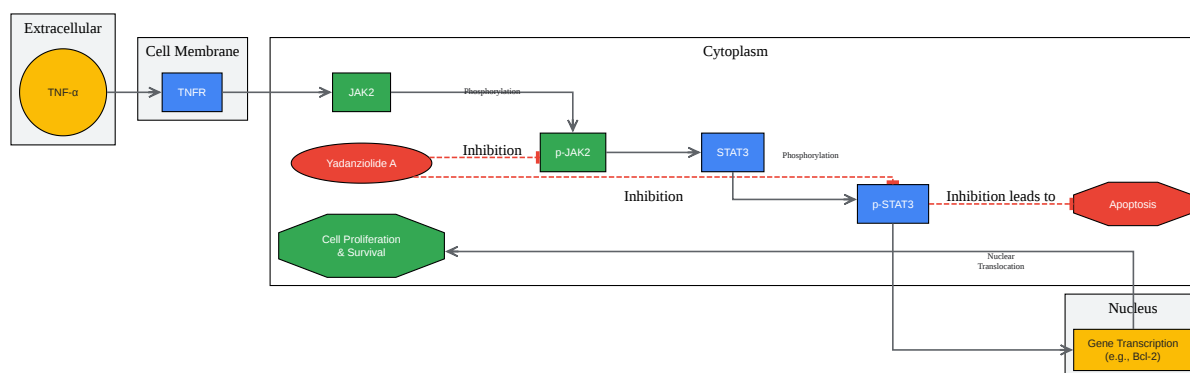 Extracellular
TNF-α
Cell Membrane
TNFR
Cytoplasm
JAK2
Phosphorylation
Yadanziolide A
Inhibition
p-JAK2
STAT3
Phosphorylation
Inhibition
p-STAT3
Inhibition leads to
Apoptosis
Cell Proliferation
& Survival
Nuclear
Translocation
Nucleus
Gene Transcription
(e.g., Bcl-2)